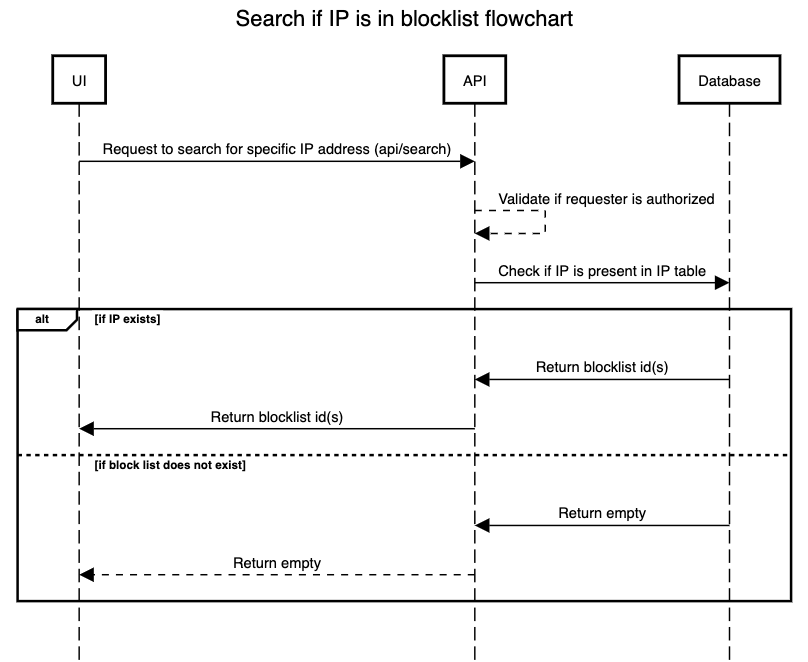 Search if IP is in blocklist flowchart
UI
API
Database
Request to search for specific IP address (api/search)
Validate if requester is authorized
Check if IP is present in IP table
alt
[if IP exists]
Return blocklist id(s)
Return blocklist id(s)
[if block list does not exist]
Return empty
Return empty